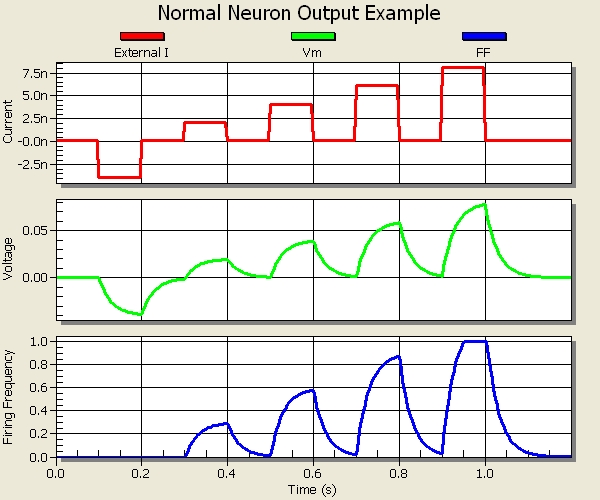 Normal Neuron Output Example
External I Vm FF
7.5n
5.0n
2.5n
-0.0n
-2.5n
Current
0.05
0.00
Voltage
1.0
0.8
0.6
0.4
0.2
0.0
Firing Frequency
0.0 0.2 0.4 0.6 0.8 1.0
Time (s)